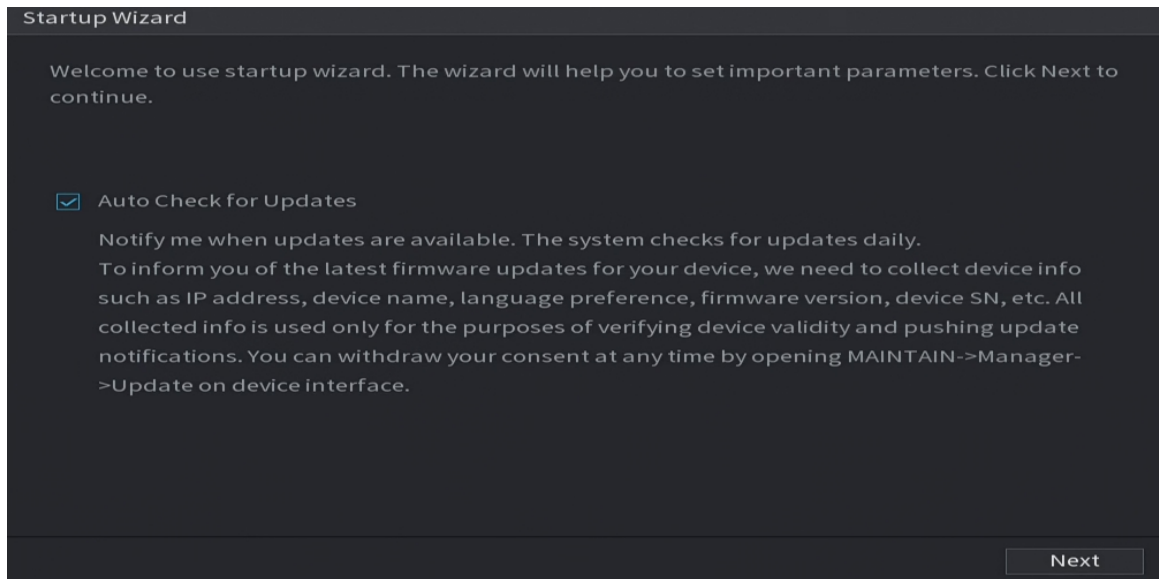 Startup Wizard
Welcome to use startup wizard. The wizard will help you to set important parameters. Click Next to
continue.
Auto Check for Updates
Notify me when updates are available. The system checks for updates daily.
To inform you of the latest firmware updates for your device, we need to collect device info
such as IP address, device name, language preference, firmware version, device SN, etc. All
collected info is used only for the purposes of verifying device validity and pushing update
notifications. You can withdraw your consent at any time by opening MAINTAIN->Manager-
>Update on device interface.
Next